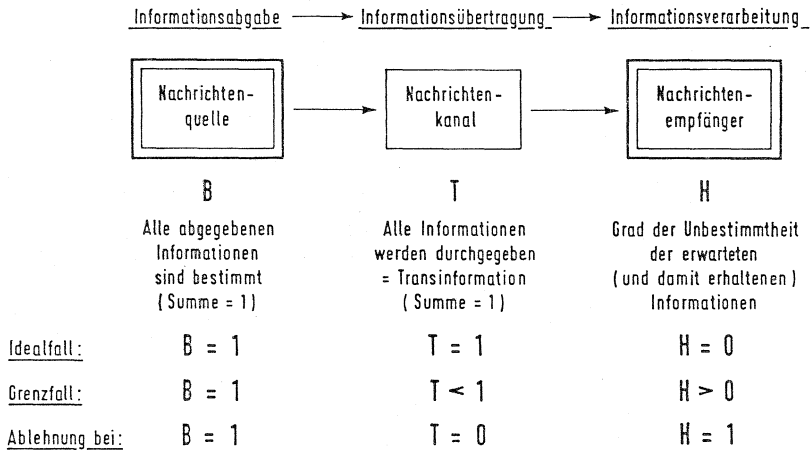 Informationsabgabe → Informationsübertragung → Informationsverarbeitung
Nachrichten-
quelle
Nachrichten-
kanal
Nachrichten-
empfänger
B T H
Alle abgegebenen
Informationen
sind bestimmt
(Summe = 1)
Alle Informationen
werden durchgegeben
= Transinformation
(Summe = 1)
Grad der Unbestimmtheit
der erwarteten
(und damit erhaltenen)
Informationen
Idealfall: B = 1 T = 1 H = 0
Grenzfall: B = 1 T < 1 H > 0
Ablehnung bei: B = 1 T = 0 H = 1